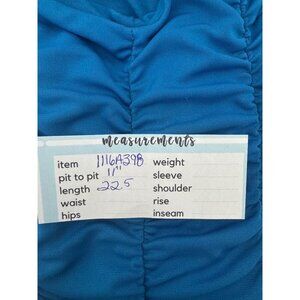 measurements
item 1116A398 weight
pit to pit 11" sleeve
length 22.5 shoulder
waist rise
hips inseam